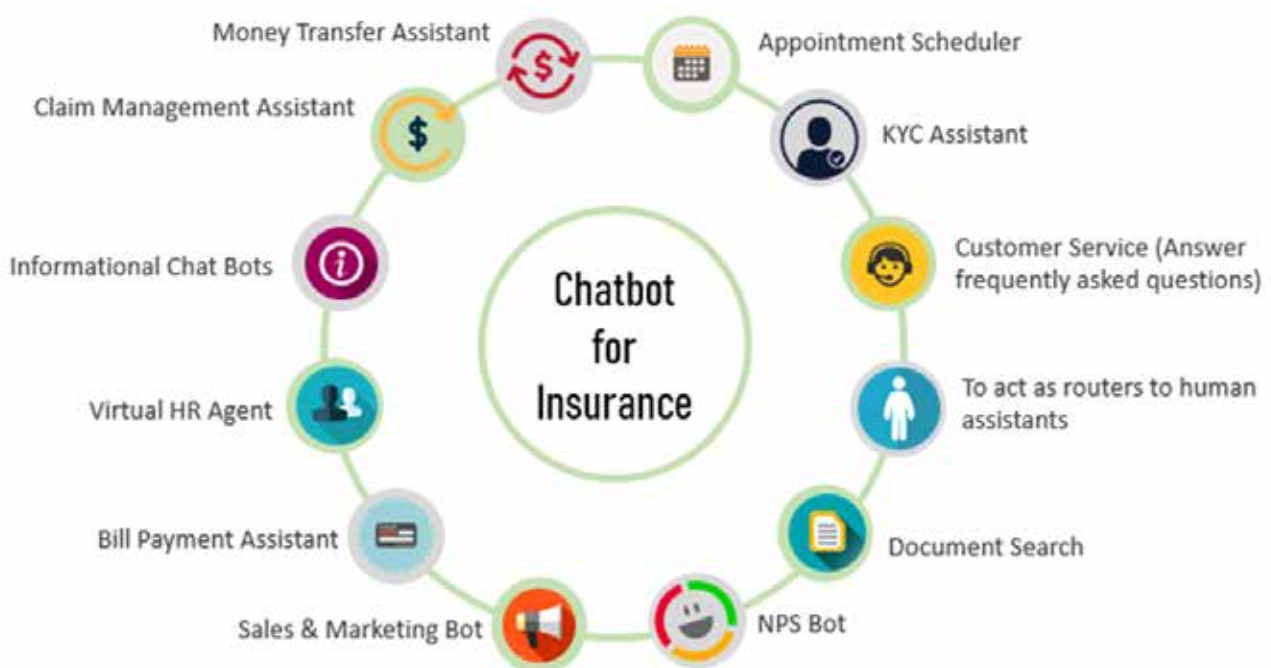 Money Transfer Assistant
Appointment Scheduler
Claim Management Assistant
KYC Assistant
Informational Chat Bots
Customer Service (Answer
frequently asked questions)
Chatbot
for
Insurance
Virtual HR Agent
To act as routers to human
assistants
Bill Payment Assistant
Document Search
Sales & Marketing Bot
NPS Bot